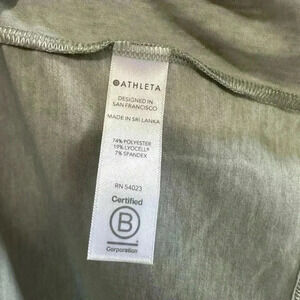 ATHLETA
DESIGNED IN
SAN FRANCISCO
MADE IN SRI LANKA
74% POLYESTER
19% LYOCELL
7% SPANDEX
RN 54023
Certified
B
Corporation